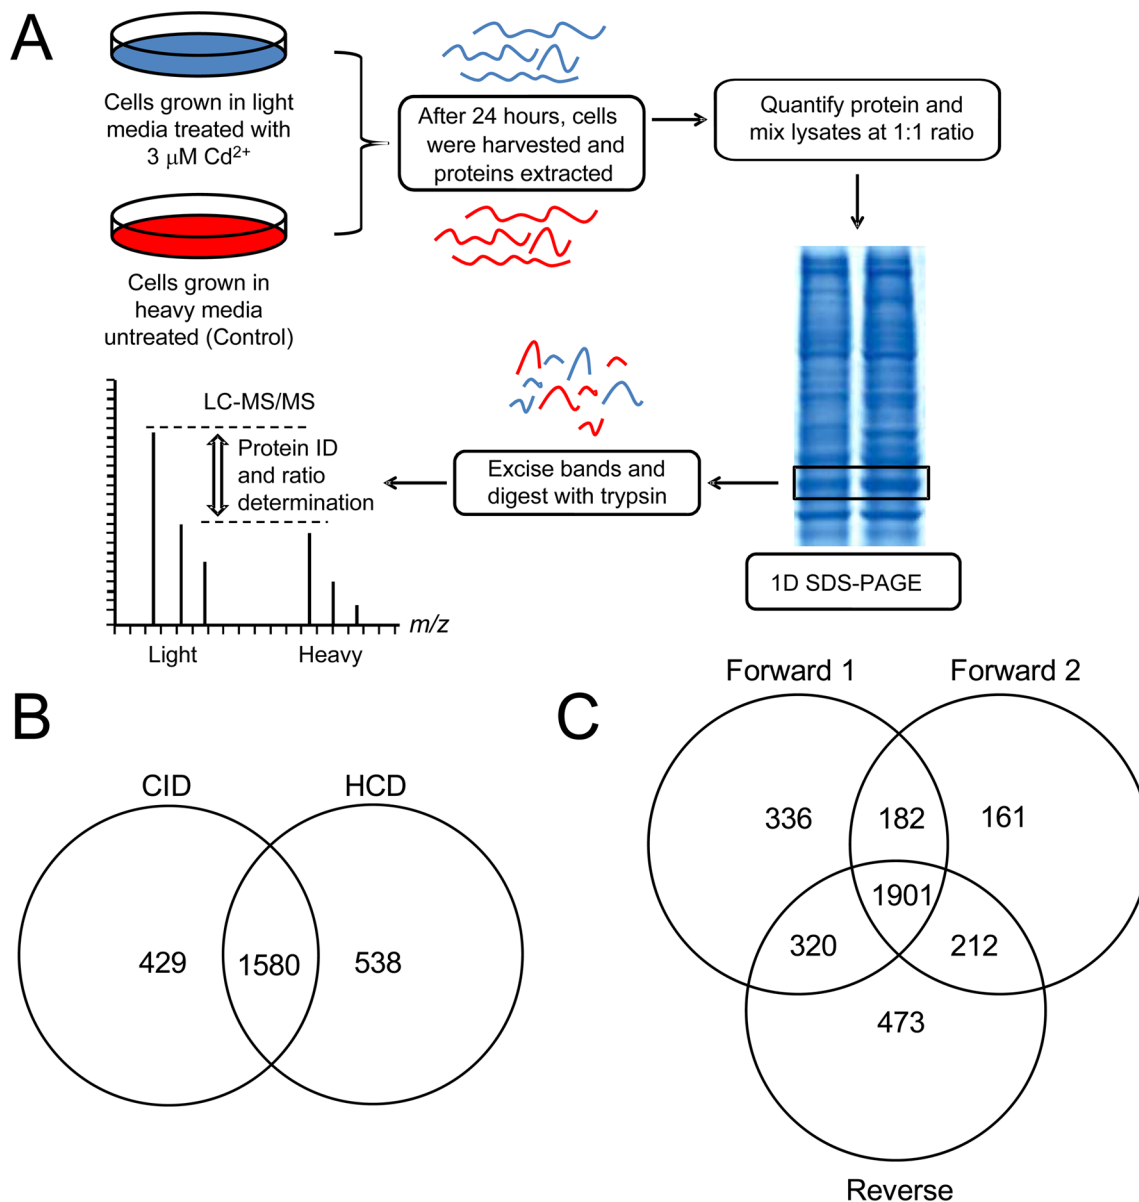 A
Cells grown in light
media treated with
3 μM Cd²⁺
Cells grown in
heavy media
untreated (Control)
After 24 hours, cells
were harvested and
proteins extracted
Quantify protein and
mix lysates at 1:1 ratio
1D SDS-PAGE
Excise bands and
digest with trypsin
LC-MS/MS
Protein ID
and ratio
determination
m/z
Light
Heavy
B
CID
HCD
429
1580
538
C
Forward 1
Forward 2
336
182
161
1901
320
212
473
Reverse